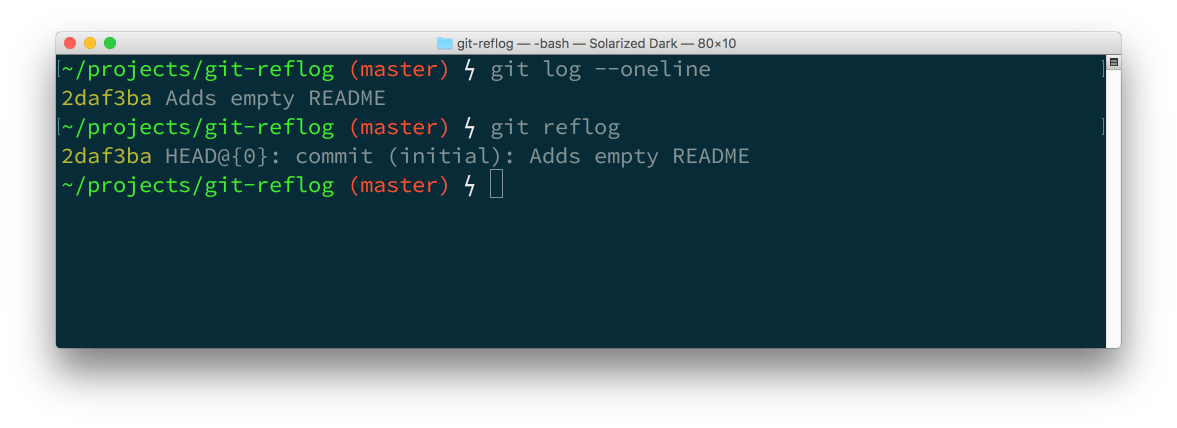 git-reflog — -bash — Solarized Dark — 80×10
~/projects/git-reflog (master) ϟ git log --oneline
2daf3ba Adds empty README
~/projects/git-reflog (master) ϟ git reflog
2daf3ba HEAD@{0}: commit (initial): Adds empty README
~/projects/git-reflog (master) ϟ